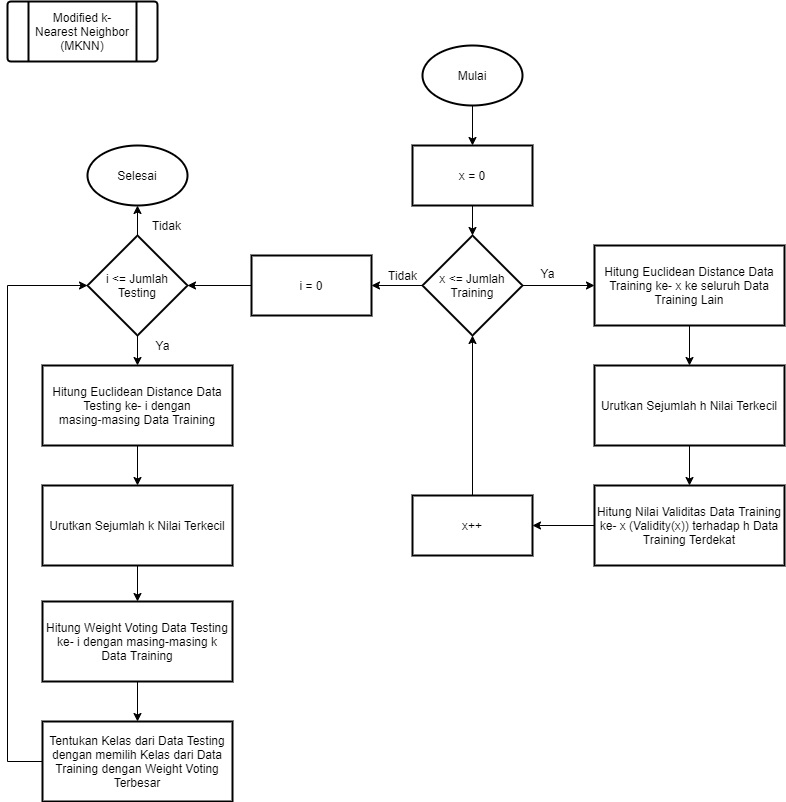 Modified k-
Nearest Neighbor
(MKNN)
Mulai
x = 0
x <= Jumlah
Training
Ya
Hitung Euclidean Distance Data
Training ke- x ke seluruh Data
Training Lain
Urutkan Sejumlah h Nilai Terkecil
Hitung Nilai Validitas Data Training
ke- x (Validity(x)) terhadap h Data
Training Terdekat
x++
Tidak
i = 0
i <= Jumlah
Testing
Tidak
Selesai
Ya
Hitung Euclidean Distance Data
Testing ke- i dengan
masing-masing Data Training
Urutkan Sejumlah k Nilai Terkecil
Hitung Weight Voting Data Testing
ke- i dengan masing-masing k
Data Training
Tentukan Kelas dari Data Testing
dengan memilih Kelas dari Data
Training dengan Weight Voting
Terbesar